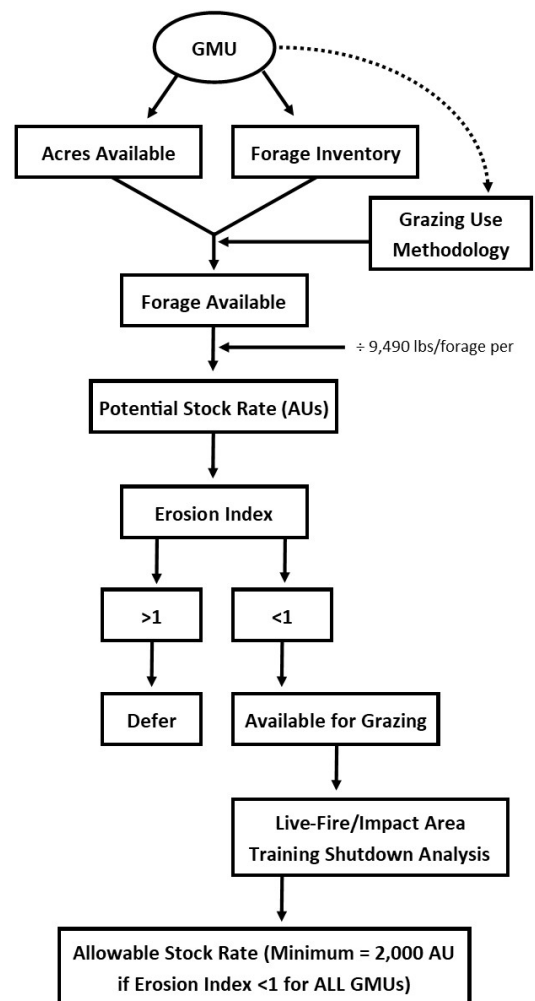 GMU
Acres Available
Forage Inventory
Grazing Use
Methodology
Forage Available
÷ 9,490 lbs/forage per
Potential Stock Rate (AUs)
Erosion Index
>1
<1
Defer
Available for Grazing
Live-Fire/Impact Area
Training Shutdown Analysis
Allowable Stock Rate (Minimum = 2,000 AU
if Erosion Index <1 for ALL GMUs)